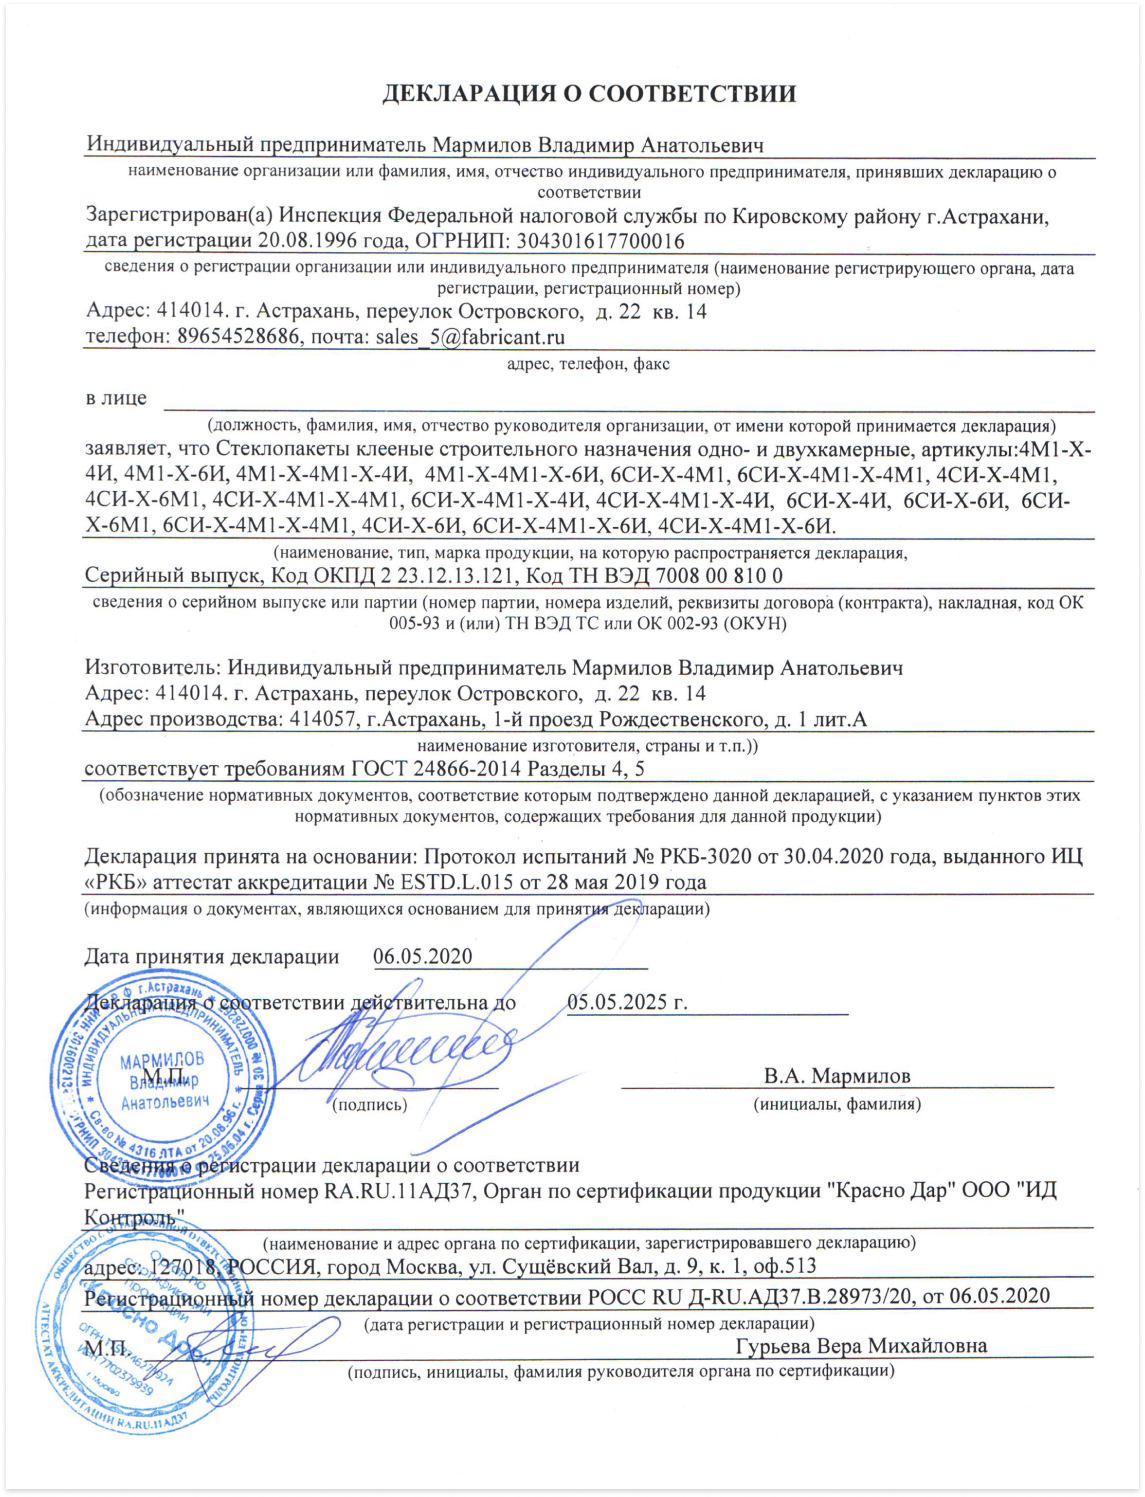 ДЕКЛАРАЦИЯ О СООТВЕТСТВИИ
Индивидуальный предприниматель Мармилов Владимир Анатольевич
наименование организации или фамилия, имя, отчество индивидуального предпринимателя, принявших декларацию о
соответствии
Зарегистрирован(а) Инспекция Федеральной налоговой службы по Кировскому району г.Астрахани,
дата регистрации 20.08.1996 года, ОГРНИП: 304301617700016
сведения о регистрации организации или индивидуального предпринимателя (наименование регистрирующего органа, дата
регистрации, регистрационный номер)
Адрес: 414014. г. Астрахань, переулок Островского, д. 22 кв. 14
телефон: 89654528686, почта: sales_5@fabricant.ru
адрес, телефон, факс
в лице
(должность, фамилия, имя, отчество руководителя организации, от имени которой принимается декларация)
заявляет, что Стеклопакеты клееные строительного назначения одно- и двухкамерные, артикулы:4М1-Х-
4И, 4М1-Х-6И, 4М1-Х-4М1-Х-4И, 4М1-Х-4М1-Х-6И, 6СИ-Х-4М1, 6СИ-Х-4М1-Х-4М1, 4СИ-Х-4М1,
4СИ-Х-6М1, 4СИ-Х-4М1-Х-4М1, 6СИ-Х-4М1-Х-4И, 4СИ-Х-4М1-Х-4И, 6СИ-Х-4И, 6СИ-Х-6И, 6СИ-
Х-6М1, 6СИ-Х-4М1-Х-4М1, 4СИ-Х-6И, 6СИ-Х-4М1-Х-6И, 4СИ-Х-4М1-Х-6И.
(наименование, тип, марка продукции, на которую распространяется декларация,
Серийный выпуск, Код ОКПД 2 23.12.13.121, Код ТН ВЭД 7008 00 810 0
сведения о серийном выпуске или партии (номер партии, номера изделий, реквизиты договора (контракта), накладная, код ОК
005-93 и (или) ТН ВЭД ТС или ОК 002-93 (ОКУН)
Изготовитель: Индивидуальный предприниматель Мармилов Владимир Анатольевич
Адрес: 414014. г. Астрахань, переулок Островского, д. 22 кв. 14
Адрес производства: 414057, г.Астрахань, 1-й проезд Рождественского, д. 1 лит.А
наименование изготовителя, страны и т.п.))
соответствует требованиям ГОСТ 24866-2014 Разделы 4, 5
(обозначение нормативных документов, соответствие которым подтверждено данной декларацией, с указанием пунктов этих
нормативных документов, содержащих требования для данной продукции)
Декларация принята на основании: Протокол испытаний № РКБ-3020 от 30.04.2020 года, выданного ИЦ
«РКБ» аттестат аккредитации № ESTD.L.015 от 28 мая 2019 года
(информация о документах, являющихся основанием для принятия декларации)
Дата принятия декларации 06.05.2020
Декларация о соответствии действительна до 05.05.2025 г.
ИНДИВИДУАЛЬНЫЙ ПРЕДПРИНИМАТЕЛЬ
МАРМИЛОВ
Владимир
Анатольевич
Св-во № 4316 ЛТА от 20.08.96 г.
М.П. В.А. Мармилов
(подпись) (инициалы, фамилия)
Сведения о регистрации декларации о соответствии
Регистрационный номер RA.RU.11АД37, Орган по сертификации продукции "Красно Дар" ООО "ИД
Контроль"
(наименование и адрес органа по сертификации, зарегистрировавшего декларацию)
адрес: 127018, РОССИЯ, город Москва, ул. Сущёвский Вал, д. 9, к. 1, оф.513
Регистрационный номер декларации о соответствии РОСС RU Д-RU.АД37.В.28973/20, от 06.05.2020
(дата регистрации и регистрационный номер декларации)
М.П. Гурьева Вера Михайловна
(подпись, инициалы, фамилия руководителя органа по сертификации)
Орган по
сертификации
продукции
"Красно Дар"
ИНН 7702379939
г. Москва
АТТЕСТАТ АККРЕДИТАЦИИ RA.RU.11АД37